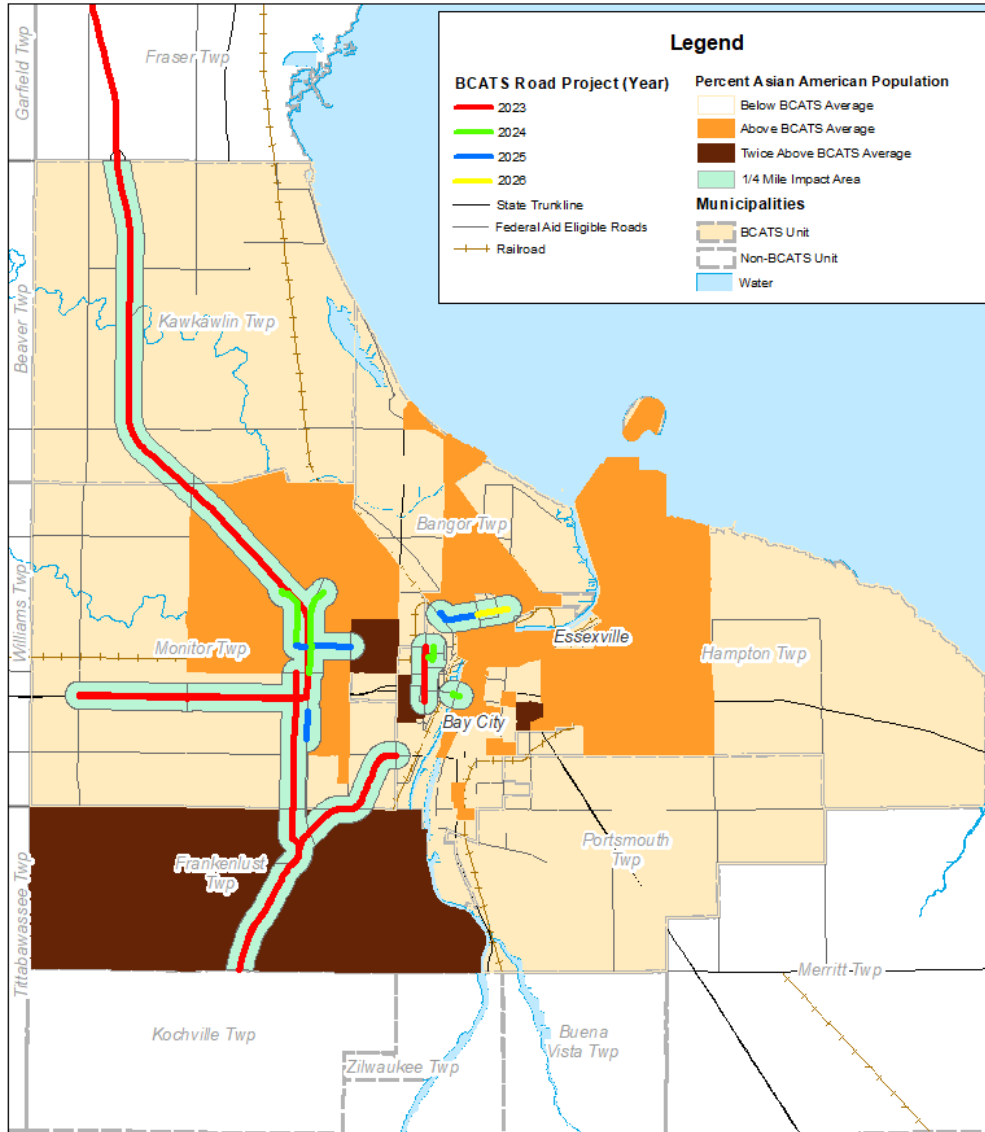 Legend
BCATS Road Project (Year)
2023
2024
2025
2026
State Trunkline
Federal Aid Eligible Roads
Railroad
Percent Asian American Population
Below BCATS Average
Above BCATS Average
Twice Above BCATS Average
1/4 Mile Impact Area
Municipalities
BCATS Unit
Non-BCATS Unit
Water
Garfield Twp
Fraser Twp
Beaver Twp
Kawkawlin Twp
Williams Twp
Bangor Twp
Monitor Twp
Essexville
Hampton Twp
Bay City
Tittabawassee Twp
Frankenlust
Twp
Portsmouth
Twp
Merritt Twp
Kochville Twp
Zilwaukee Twp
Buena
Vista Twp